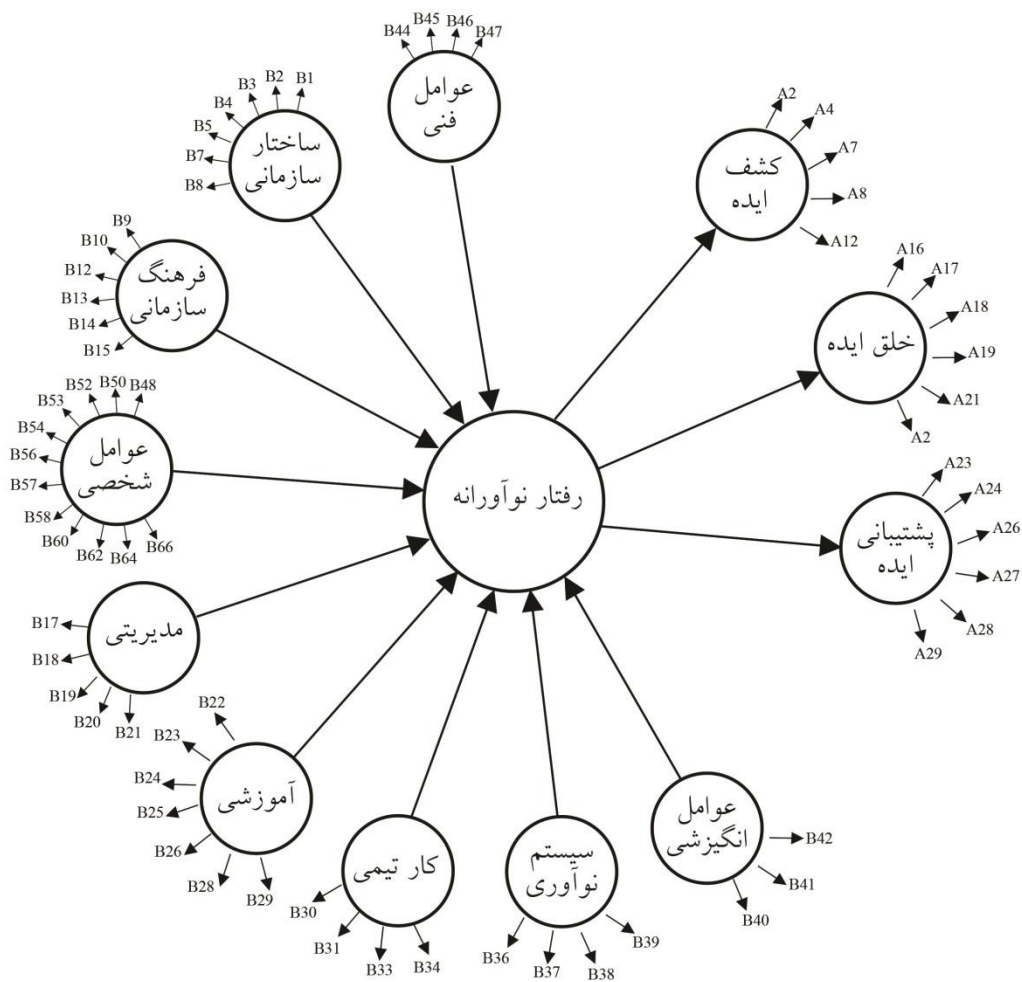 B44
B45
B46
B47
عوامل
فنی
B1
B2
B3
B4
B5
B7
B8
ساختار
سازمانی
A2
A4
A7
A8
A12
کشف
ایده
B9
B10
B12
B13
B14
B15
فرهنگ
سازمانی
A16
A17
A18
A19
A21
A2
خلق ایده
B48
B50
B52
B53
B54
B56
B57
B58
B60
B62
B64
B66
عوامل
شخصی
رفتار نوآورانه
A23
A24
A26
A27
A28
A29
پشتیبانی
ایده
B17
B18
B19
B20
B21
مدیریتی
B22
B23
B24
B25
B26
B28
B29
آموزشی
B30
B31
B33
B34
کار تیمی
B36
B37
B38
B39
سیستم
نوآوری
B40
B41
B42
عوامل
انگیزشی